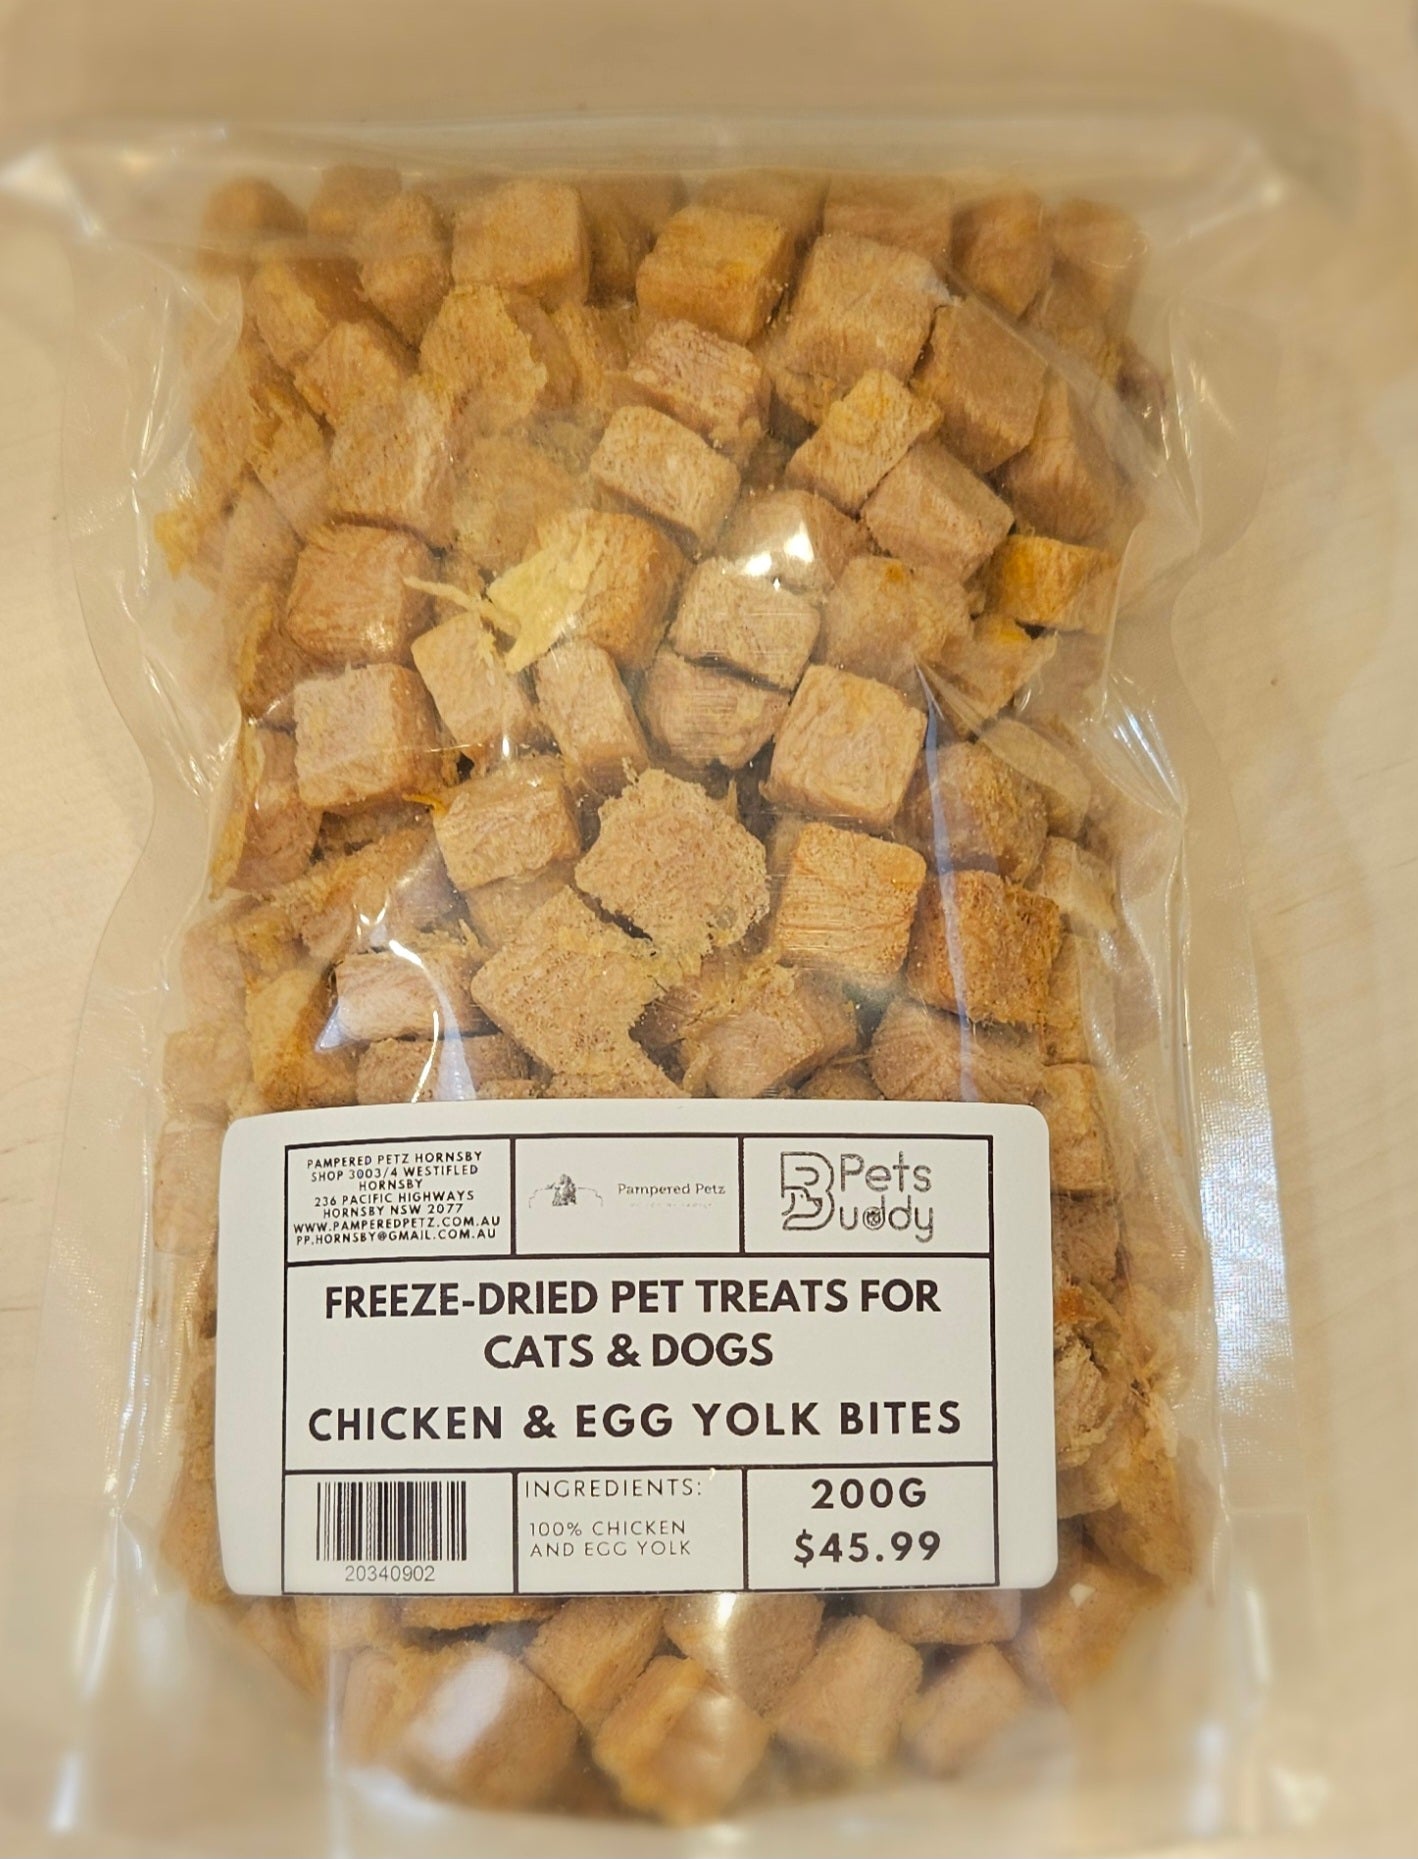 PAMPERED PETZ HORNSBY
SHOP 3003/4 WESTIFLED
HORNSBY
236 PACIFIC HIGHWAYS
HORNSBY NSW 2077
WWW.PAMPEREDPETZ.COM.AU
PP.HORNSBY@GMAIL.COM.AU
Pampered Petz
Pets
Buddy
FREEZE-DRIED PET TREATS FOR
CATS & DOGS
CHICKEN & EGG YOLK BITES
20340902
INGREDIENTS:
100% CHICKEN
AND EGG YOLK
200G
$45.99